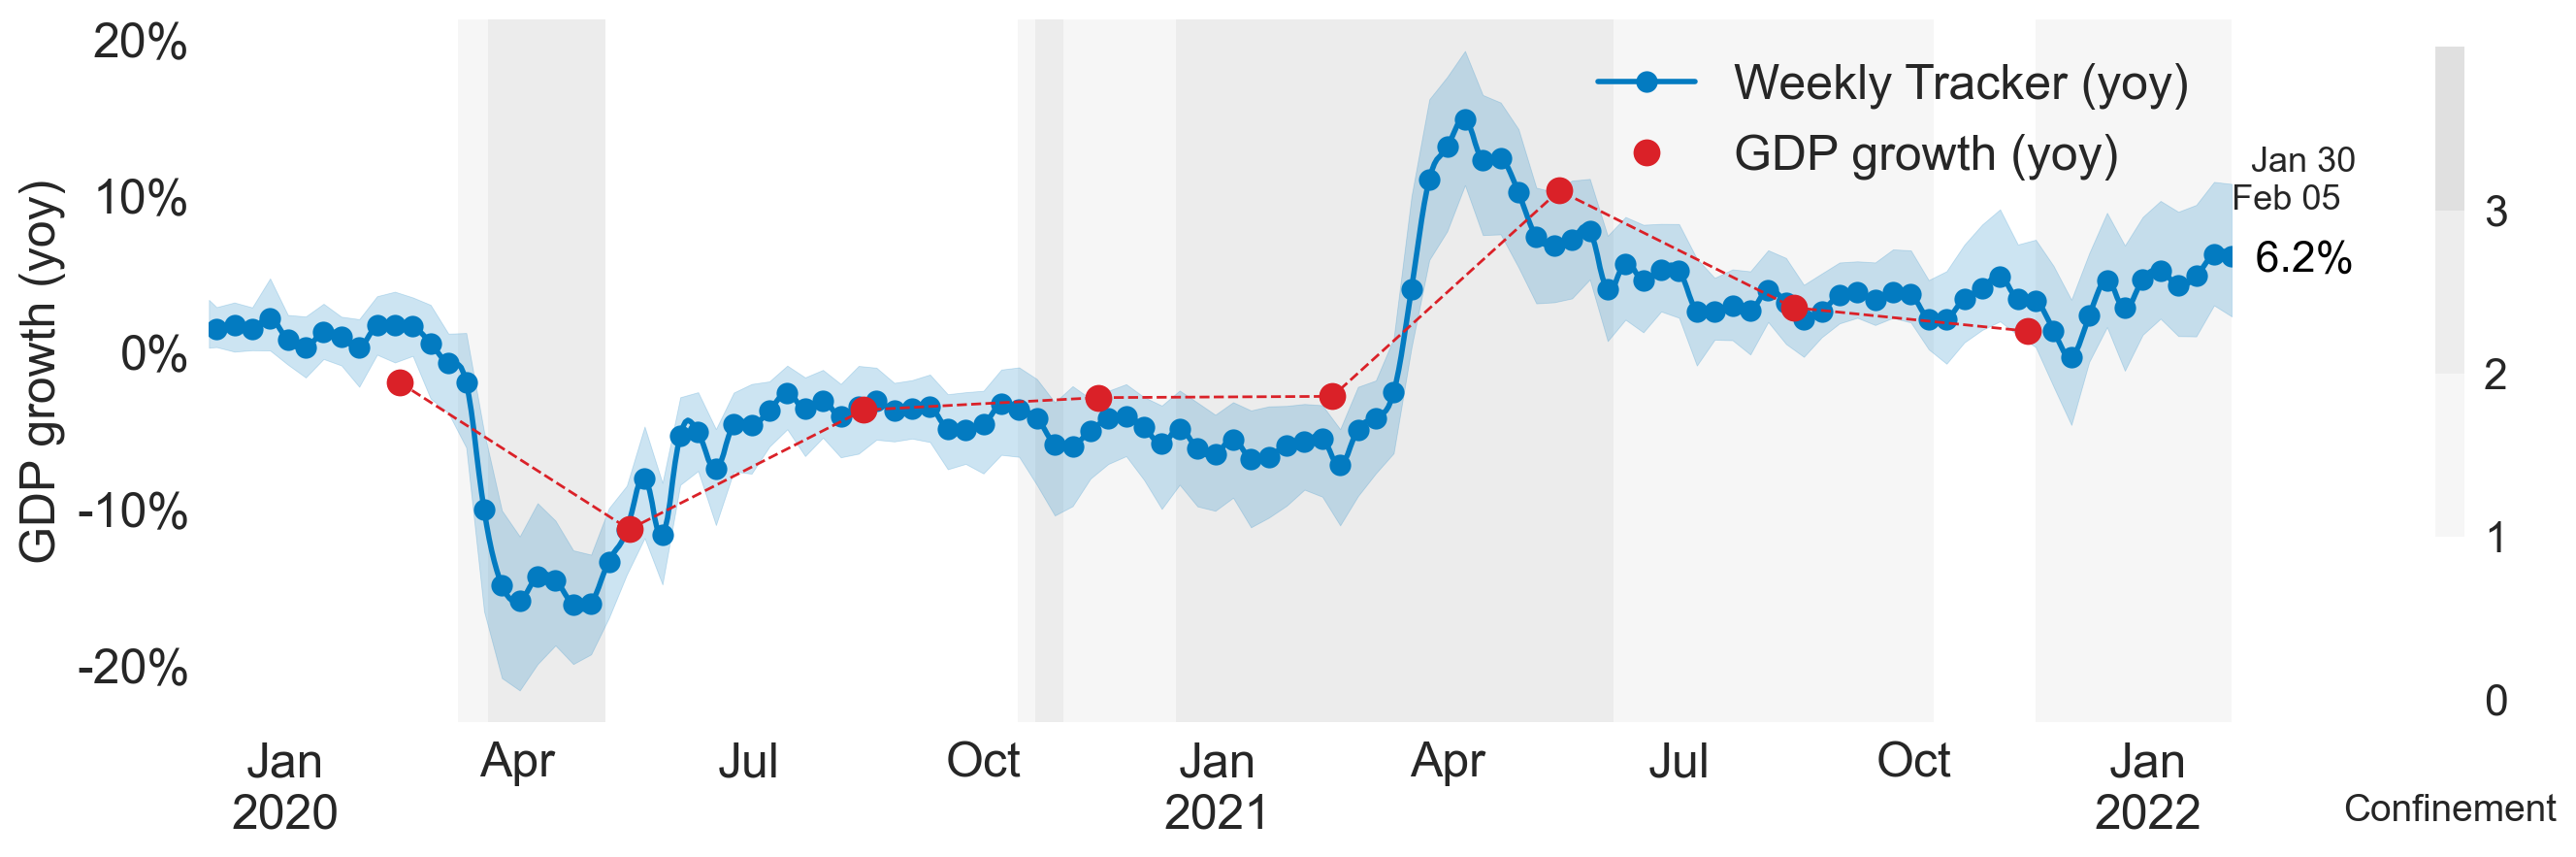 20%
10%
0%
-10%
-20%
GDP growth (yoy)
Weekly Tracker (yoy)
GDP growth (yoy)
Jan 30
Feb 05
6.2%
3
2
1
0
Confinement
Jan
2020
Apr
Jul
Oct
Jan
2021
Apr
Jul
Oct
Jan
2022